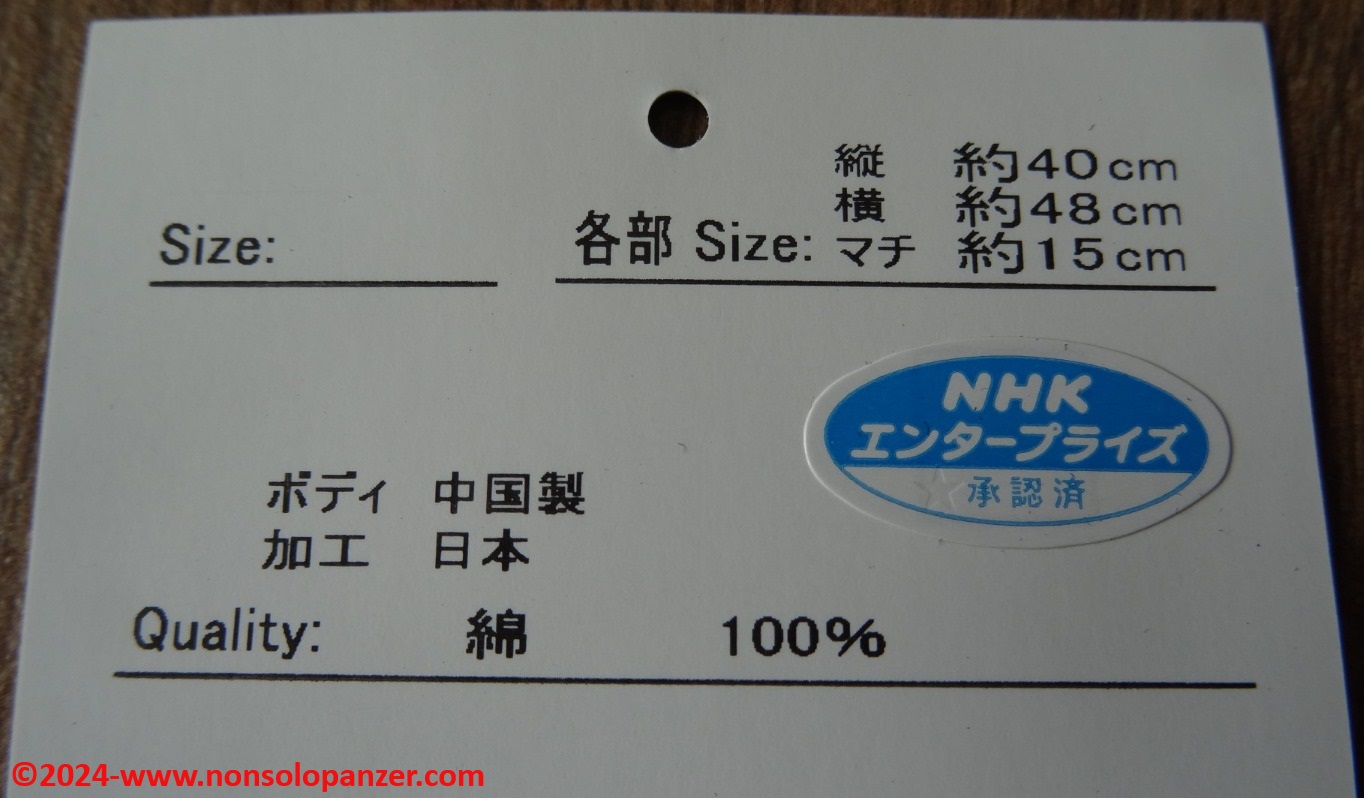 縦 約40cm
横 約48cm
Size: 各部 Size: マチ 約15cm
NHK
エンタープライズ
承認済
ボディ 中国製
加工 日本
Quality: 綿 100%
©2024-www.nonsolopanzer.com